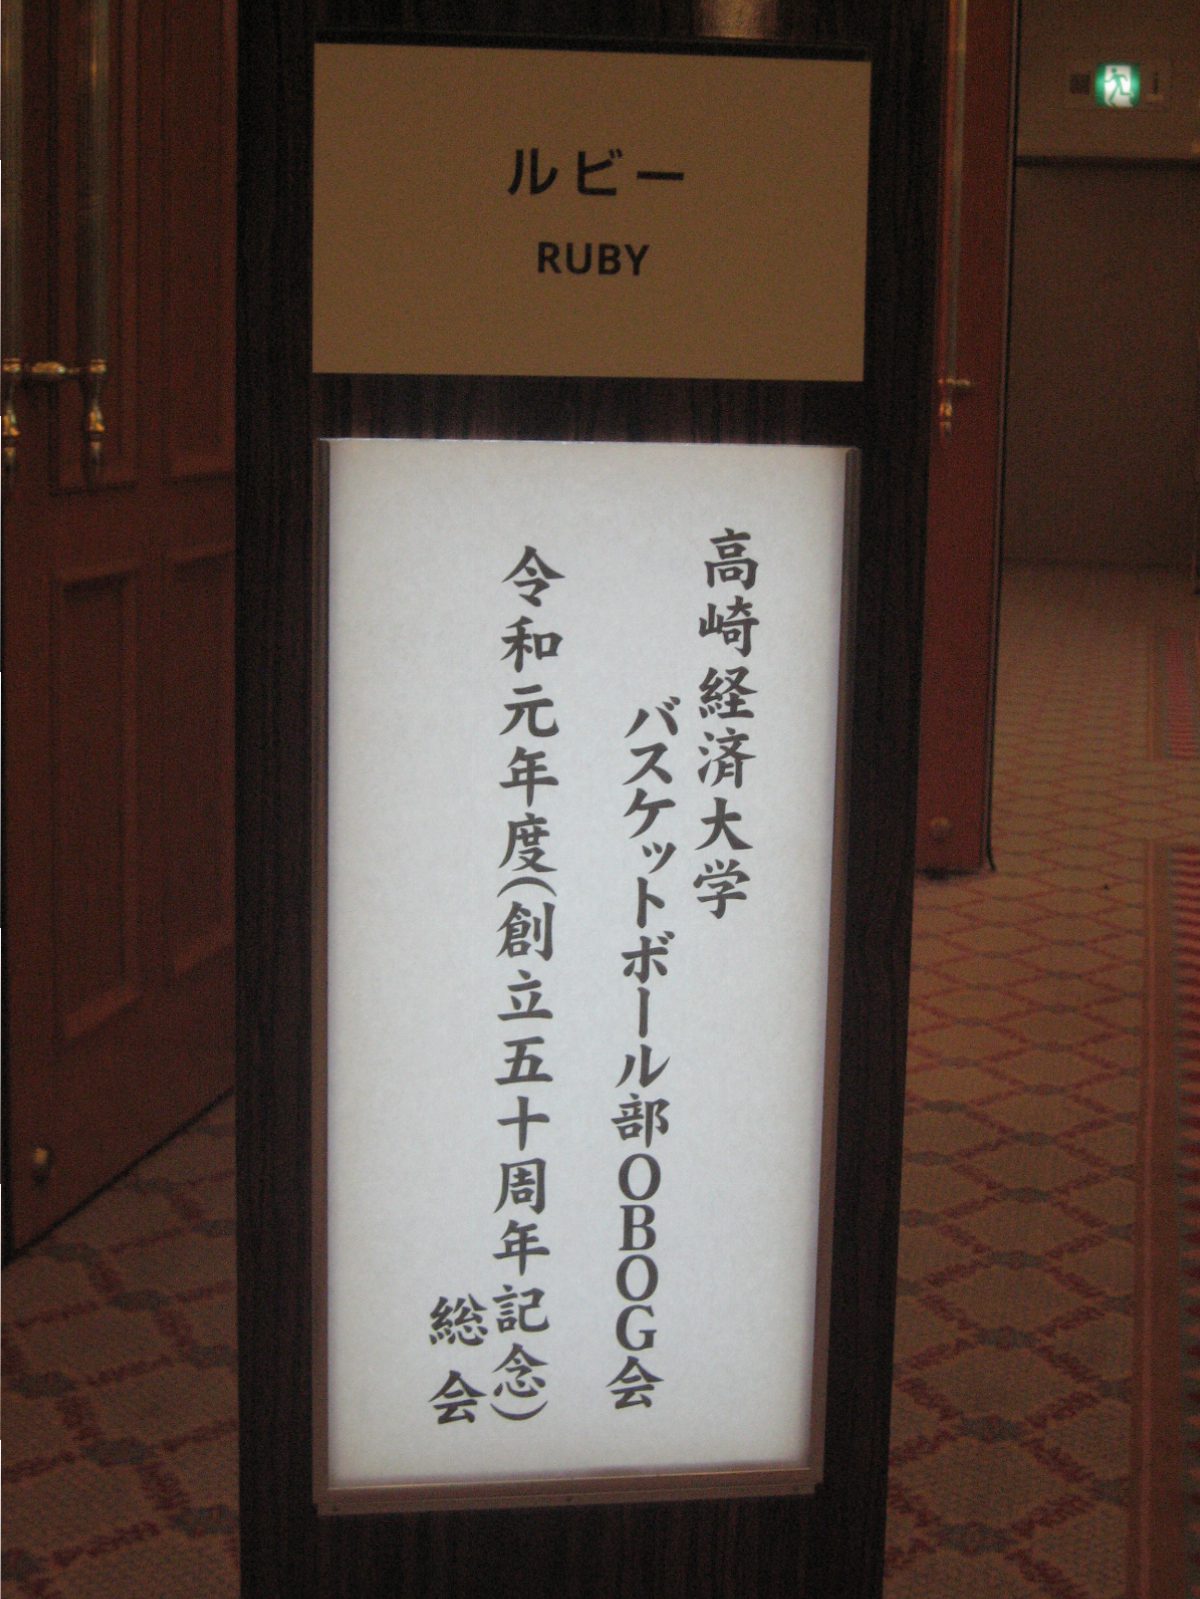 ルビー
RUBY
高崎経済大学
バスケットボール部OBOG会
令和元年度(創立五十周年記念)
総会